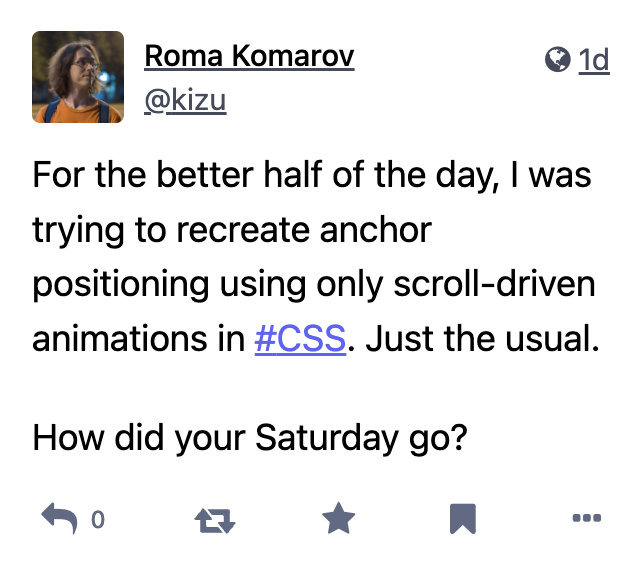 Roma Komarov
1d
@kizu
For the better half of the day, I was
trying to recreate anchor
positioning using only scroll-driven
animations in #CSS. Just the usual.
How did your Saturday go?
0